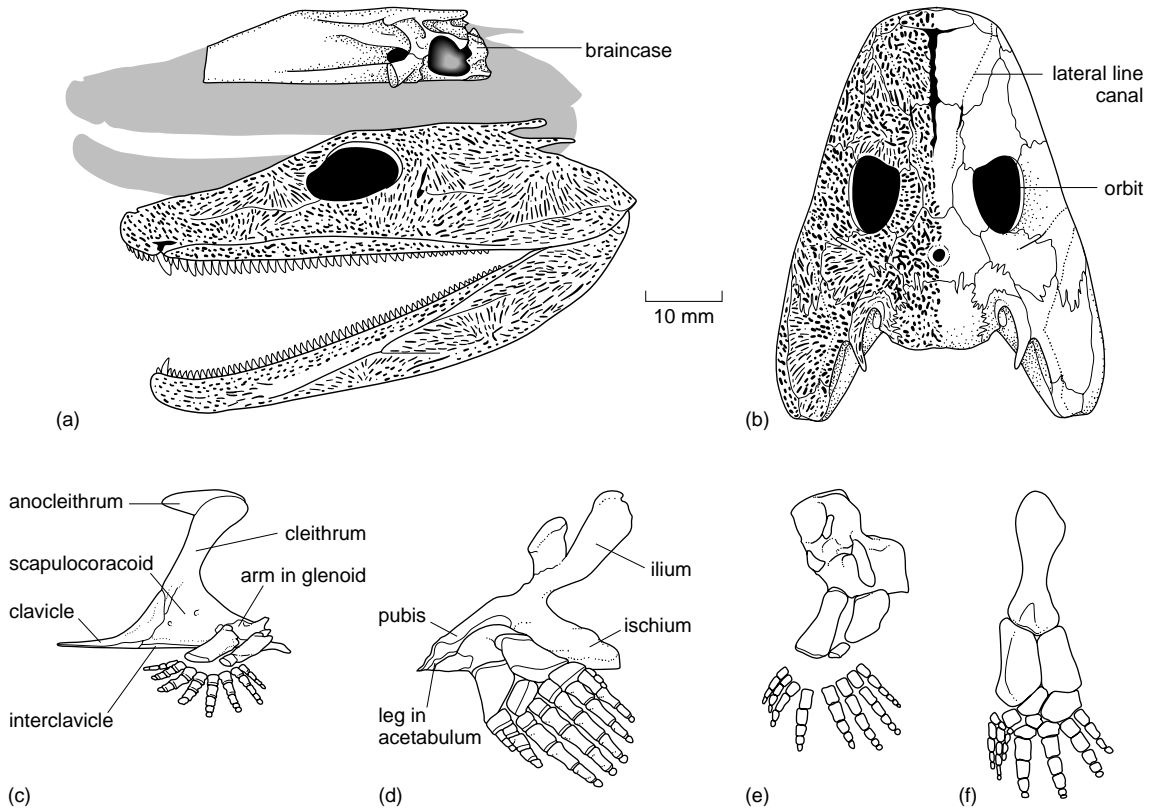 braincase
lateral line
canal
orbit
10 mm
(a)
(b)
anocleithrum
cleithrum
scapulocoracoid
arm in glenoid
clavicle
interclavicle
(c)
ilium
pubis
ischium
leg in
acetabulum
(d)
(e)
(f)